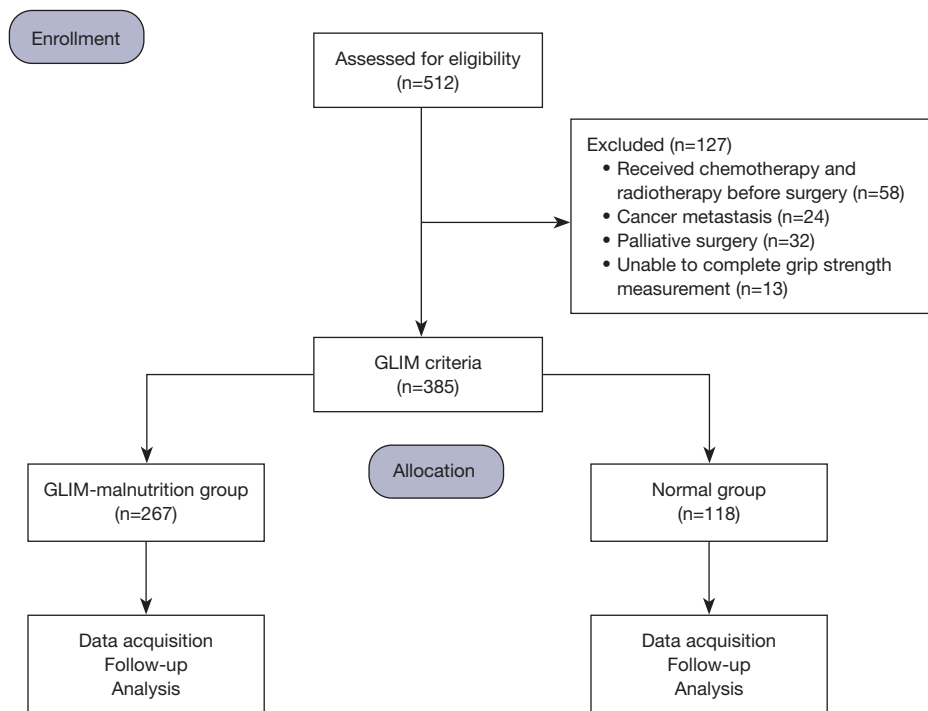 Enrollment
Assessed for eligibility
(n=512)
Excluded (n=127)
• Received chemotherapy and
radiotherapy before surgery (n=58)
• Cancer metastasis (n=24)
• Palliative surgery (n=32)
• Unable to complete grip strength
measurement (n=13)
GLIM criteria
(n=385)
Allocation
GLIM-malnutrition group
(n=267)
Normal group
(n=118)
Data acquisition
Follow-up
Analysis
Data acquisition
Follow-up
Analysis